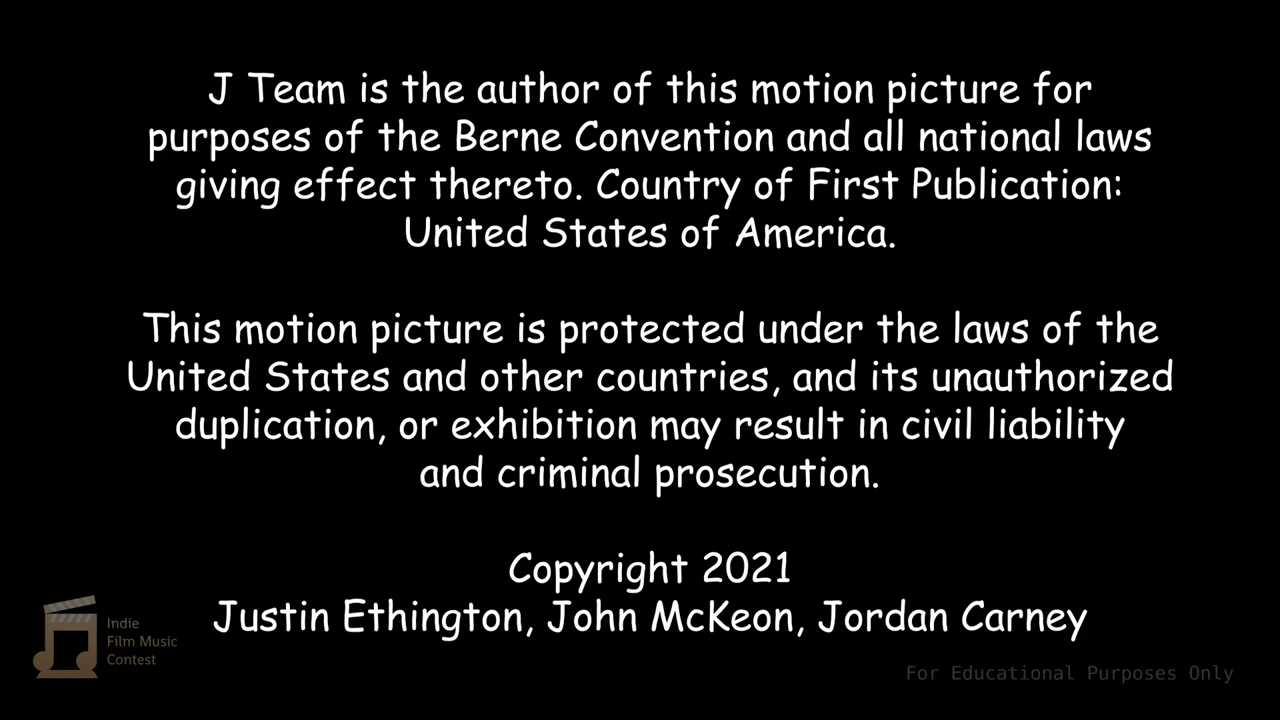 J Team is the author of this motion picture for
purposes of the Berne Convention and all national laws
giving effect thereto. Country of First Publication:
United States of America.
This motion picture is protected under the laws of the
United States and other countries, and its unauthorized
duplication, or exhibition may result in civil liability
and criminal prosecution.
Copyright 2021
Justin Ethington, John McKeon, Jordan Carney
Indie
Film Music
Contest
For Educational Purposes Only